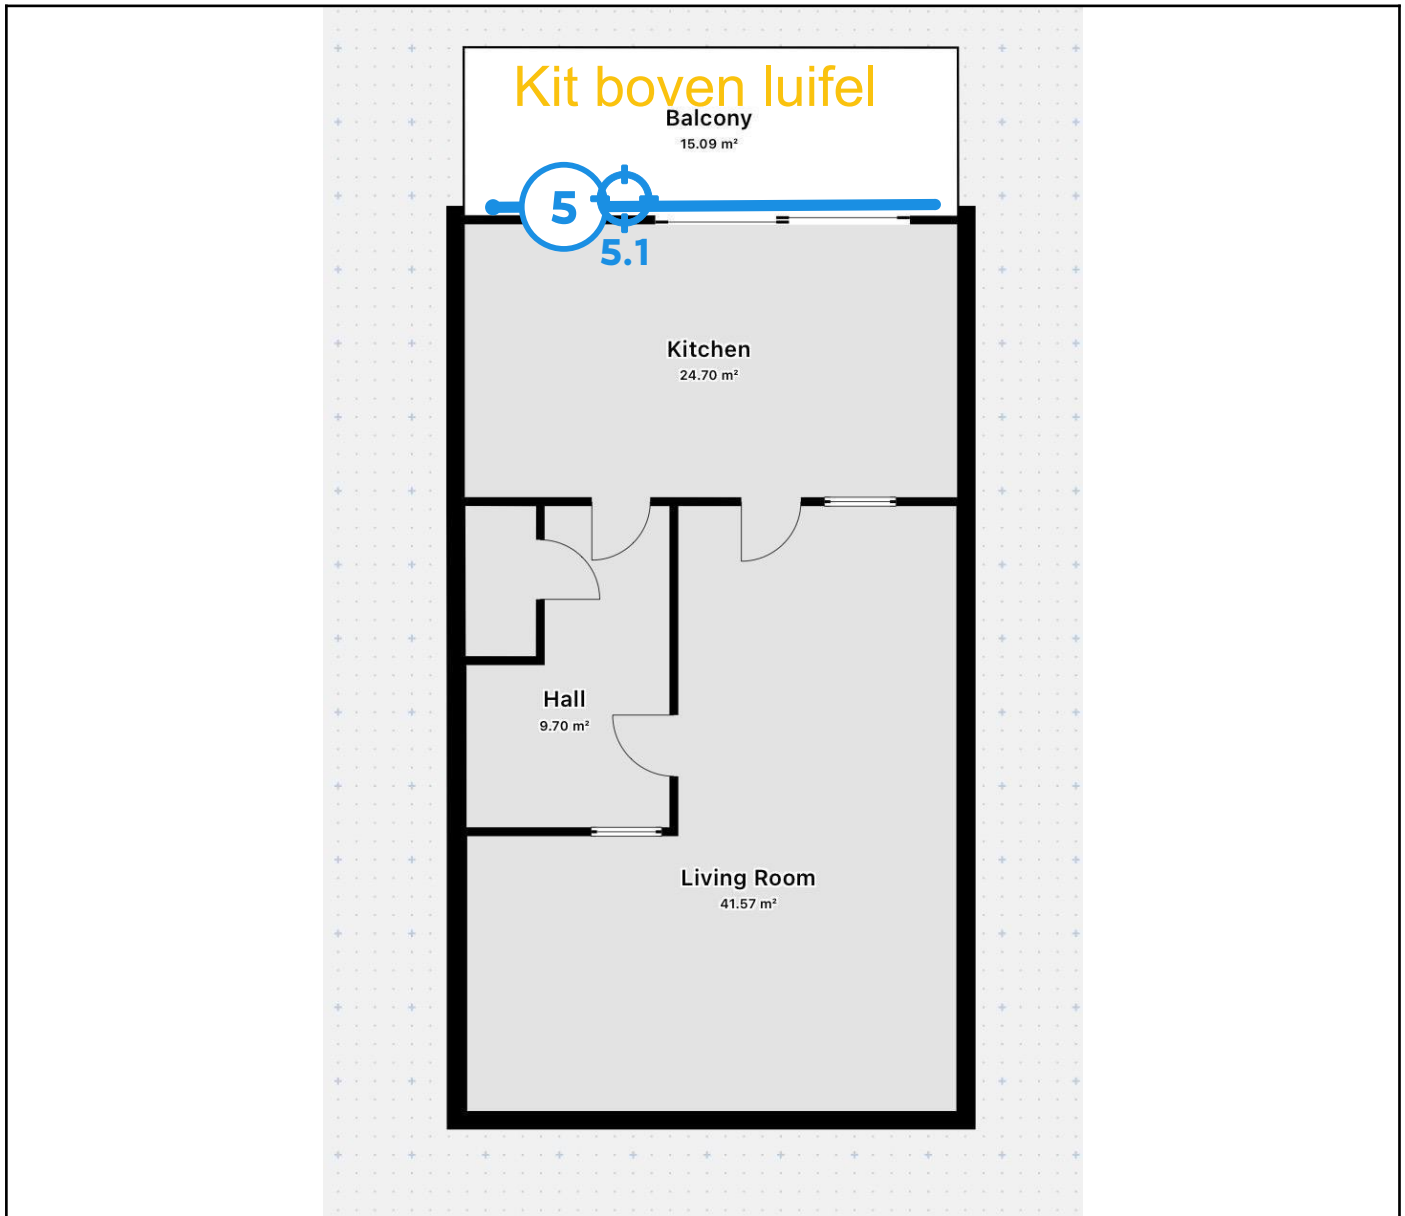 Kit boven luifel
Balcony
15.09 m²
5
5.1
Kitchen
24.70 m²
Hall
9.70 m²
Living Room
41.57 m²